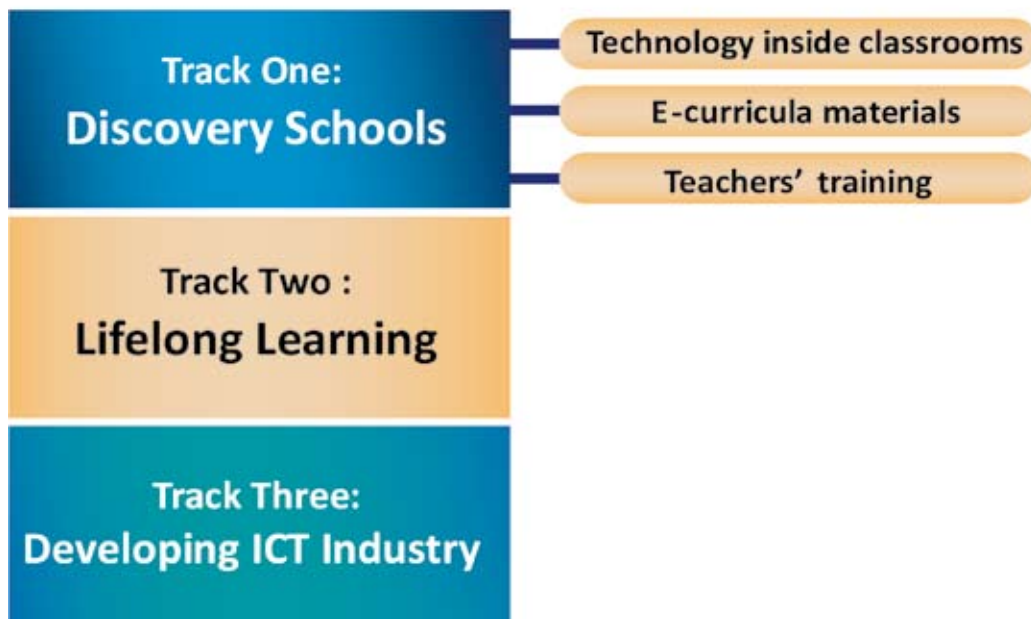 Track One:
Discovery Schools
Technology inside classrooms
E-curricula materials
Teachers’ training
Track Two :
Lifelong Learning
Track Three:
Developing ICT Industry